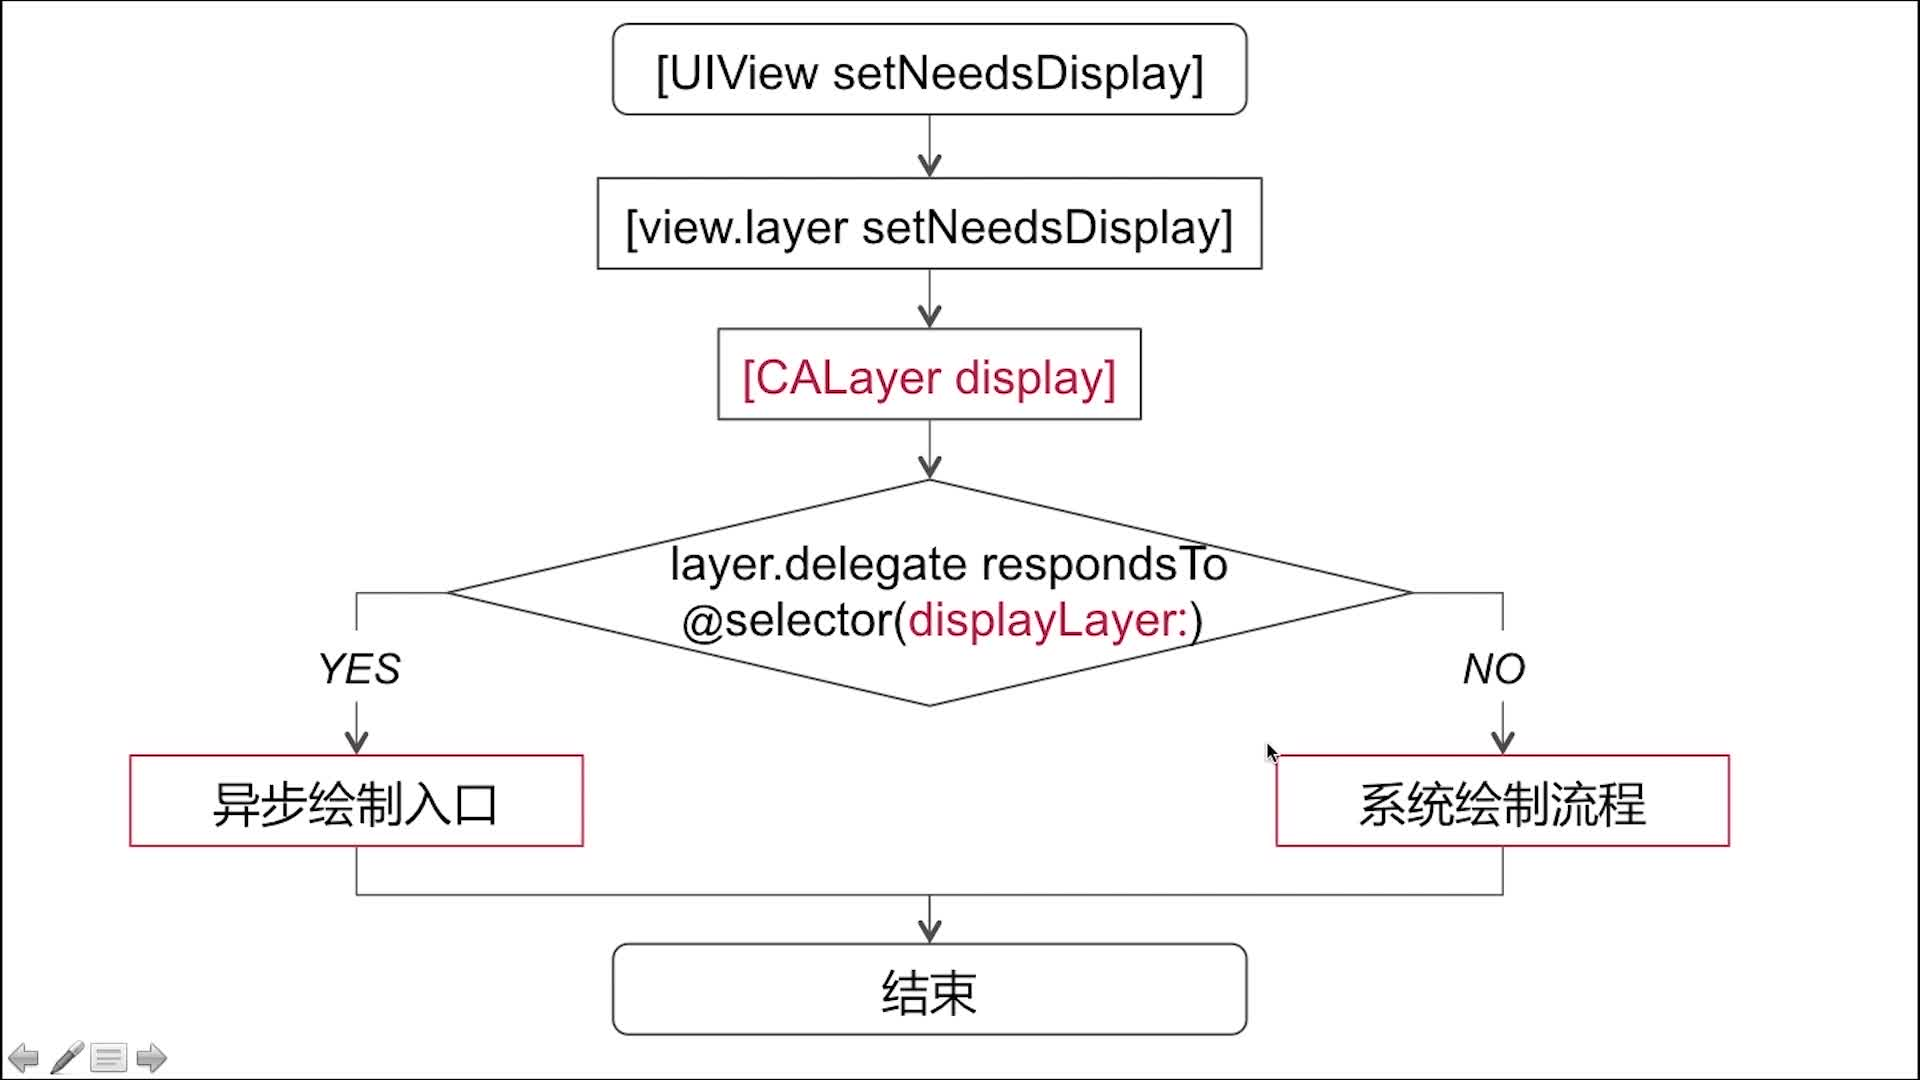 [UIView setNeedsDisplay]
[view.layer setNeedsDisplay]
[CALayer display]
layer.delegate respondsTo
@selector(displayLayer:)
YES
NO
异步绘制入口
系统绘制流程
结束